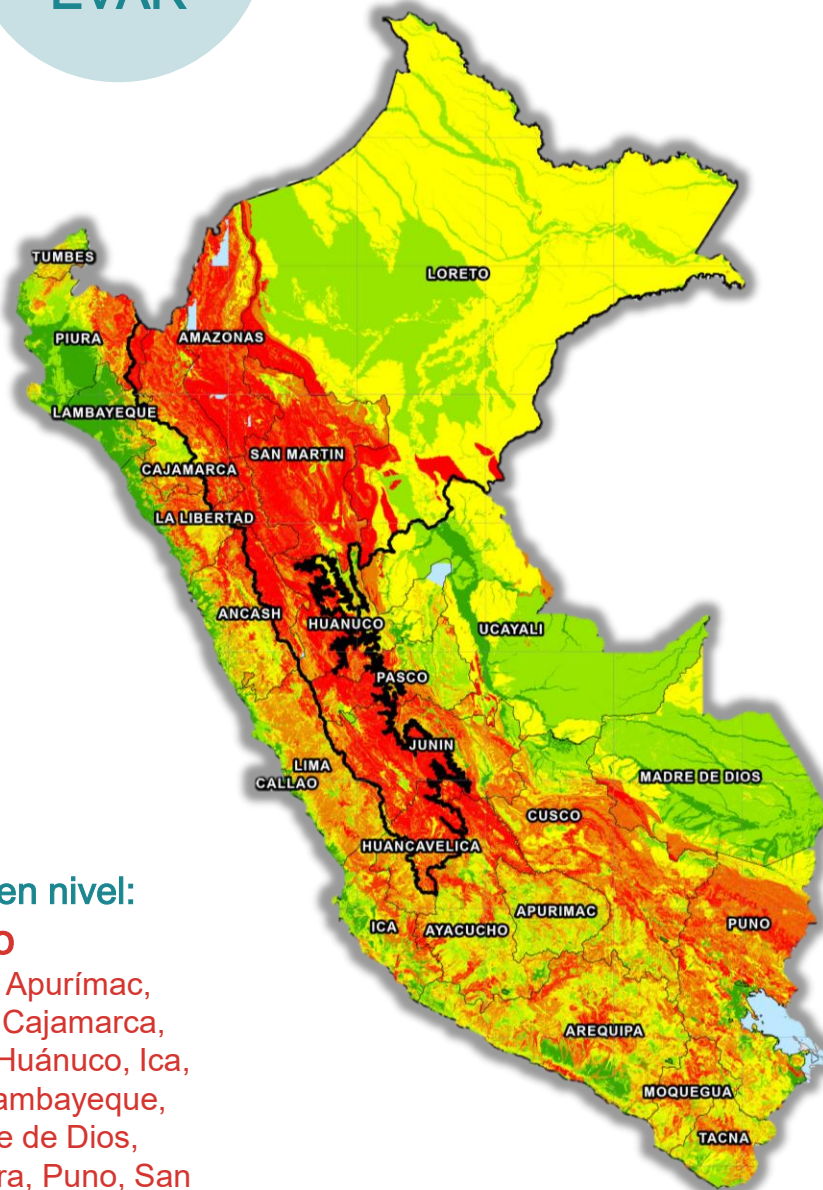 EVAR
TUMBES
LORETO
PIURA
AMAZONAS
LAMBAYEQUE
SAN MARTIN
CAJAMARCA
LA LIBERTAD
ANCASH
HUANUCO
UCAYALI
PASCO
JUNIN
LIMA
CALLAO
MADRE DE DIOS
CUSCO
HUANCAVELICA
APURIMAC
ICA
AYACUCHO
PUNO
AREQUIPA
MOQUEGUA
TACNA
en nivel:
O
Apurímac,
Cajamarca,
Huánuco, Ica,
ambayeque,
e de Dios,
ra, Puno, San